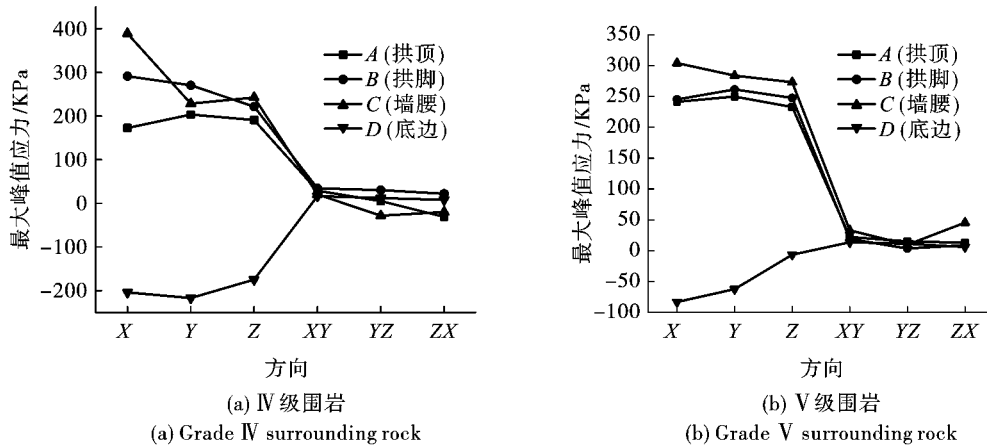 最大峰值应力/KPa
400
300
200
100
0
-100
-200
A(拱顶)
B(拱脚)
C(墙腰)
D(底边)
X Y Z XY YZ ZX
方向
(a) Ⅳ级围岩
(a) Grade Ⅳ surrounding rock
最大峰值应力/KPa
350
300
250
200
150
100
50
0
-50
-100
A(拱顶)
B(拱脚)
C(墙腰)
D(底边)
X Y Z XY YZ ZX
方向
(b) Ⅴ级围岩
(b) Grade Ⅴ surrounding rock